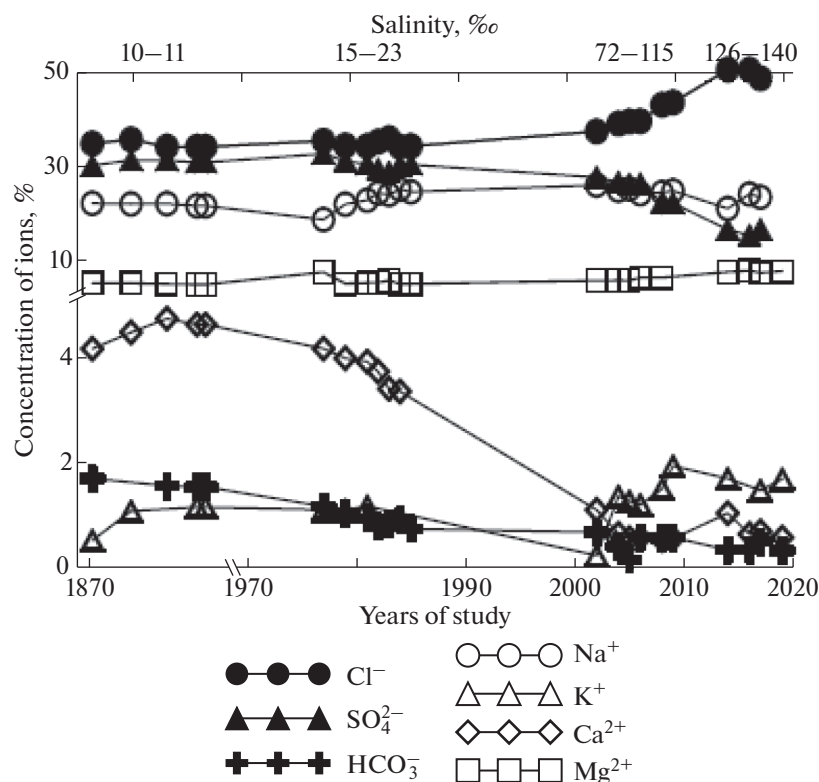 Salinity, ‰
10–11 15–23 72–115 126–140
50
30
10
4
2
0
Concentration of ions, %
1870 1970 1990 2000 2010 2020
Years of study
Cl⁻
SO₄²⁻
HCO₃⁻
Na⁺
K⁺
Ca²⁺
Mg²⁺